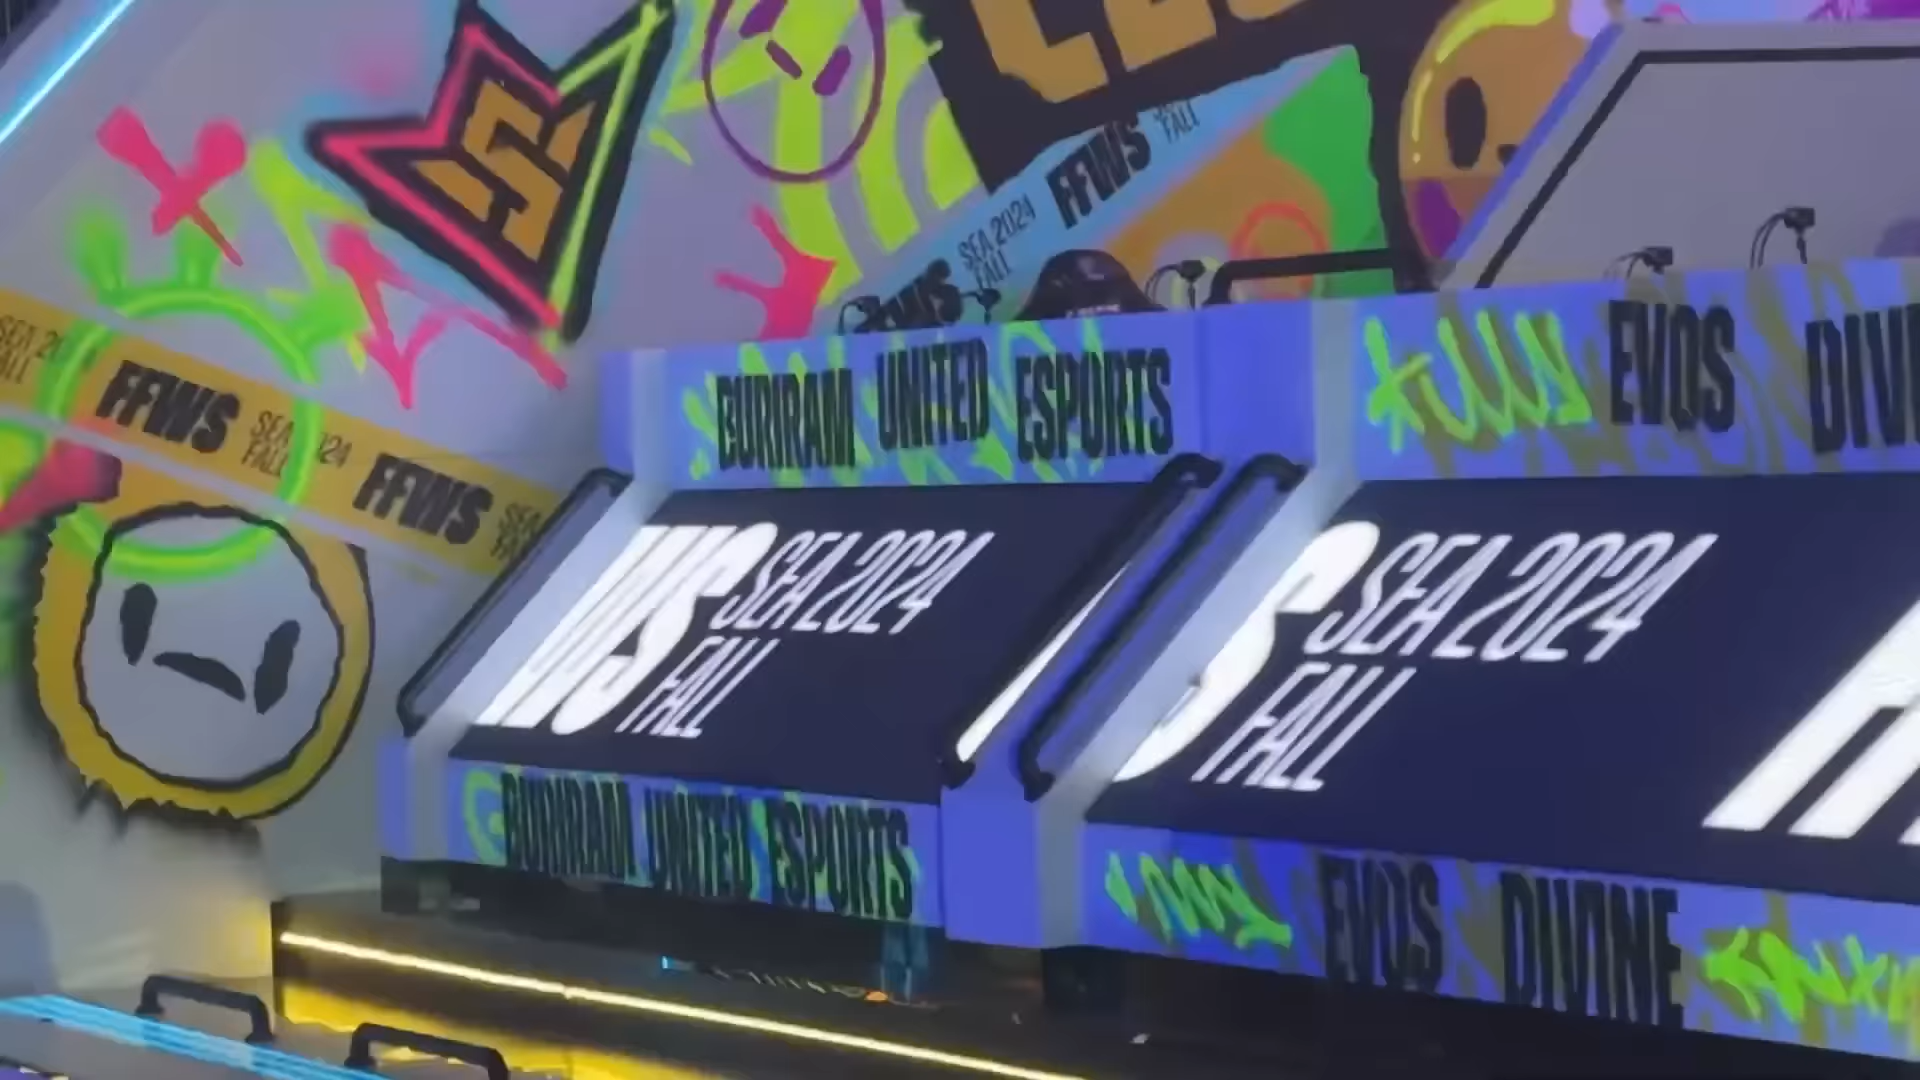 FFWS
SEA 2024
FALL
FFWS
SEA 2024
FALL
FFWS
BURIRAM UNITED ESPORTS
EVOS
WS SEA 2024
FALL
S SEA 2024
FALL
BURIRAM UNITED ESPORTS
EVOS DIVINE